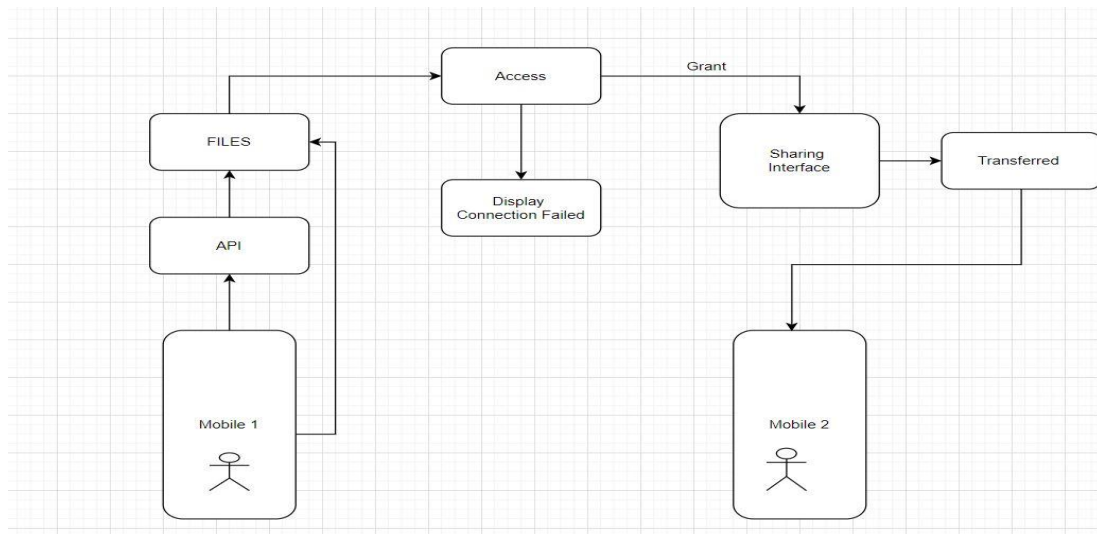 Access
Grant
FILES
Sharing
Interface
Transferred
Display
Connection Failed
API
Mobile 1
Mobile 2